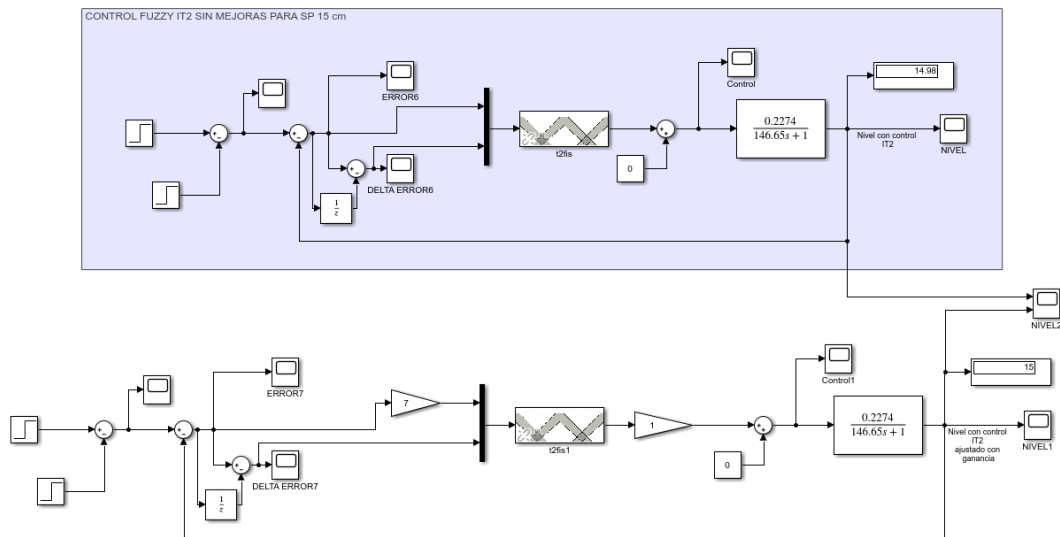 CONTROL FUZZY IT2 SIN MEJORAS PARA SP 15 cm
ERROR6
Control
14.98
t2fis
0
0.2274
146.65s + 1
Nivel con control
IT2
NIVEL
DELTA ERROR6
1
z
NIVEL2
ERROR7
Control1
15
7
t2fis1
1
0
0.2274
146.65s + 1
Nivel con control
IT2
ajustado con
ganancia
NIVEL1
DELTA ERROR7
1
z